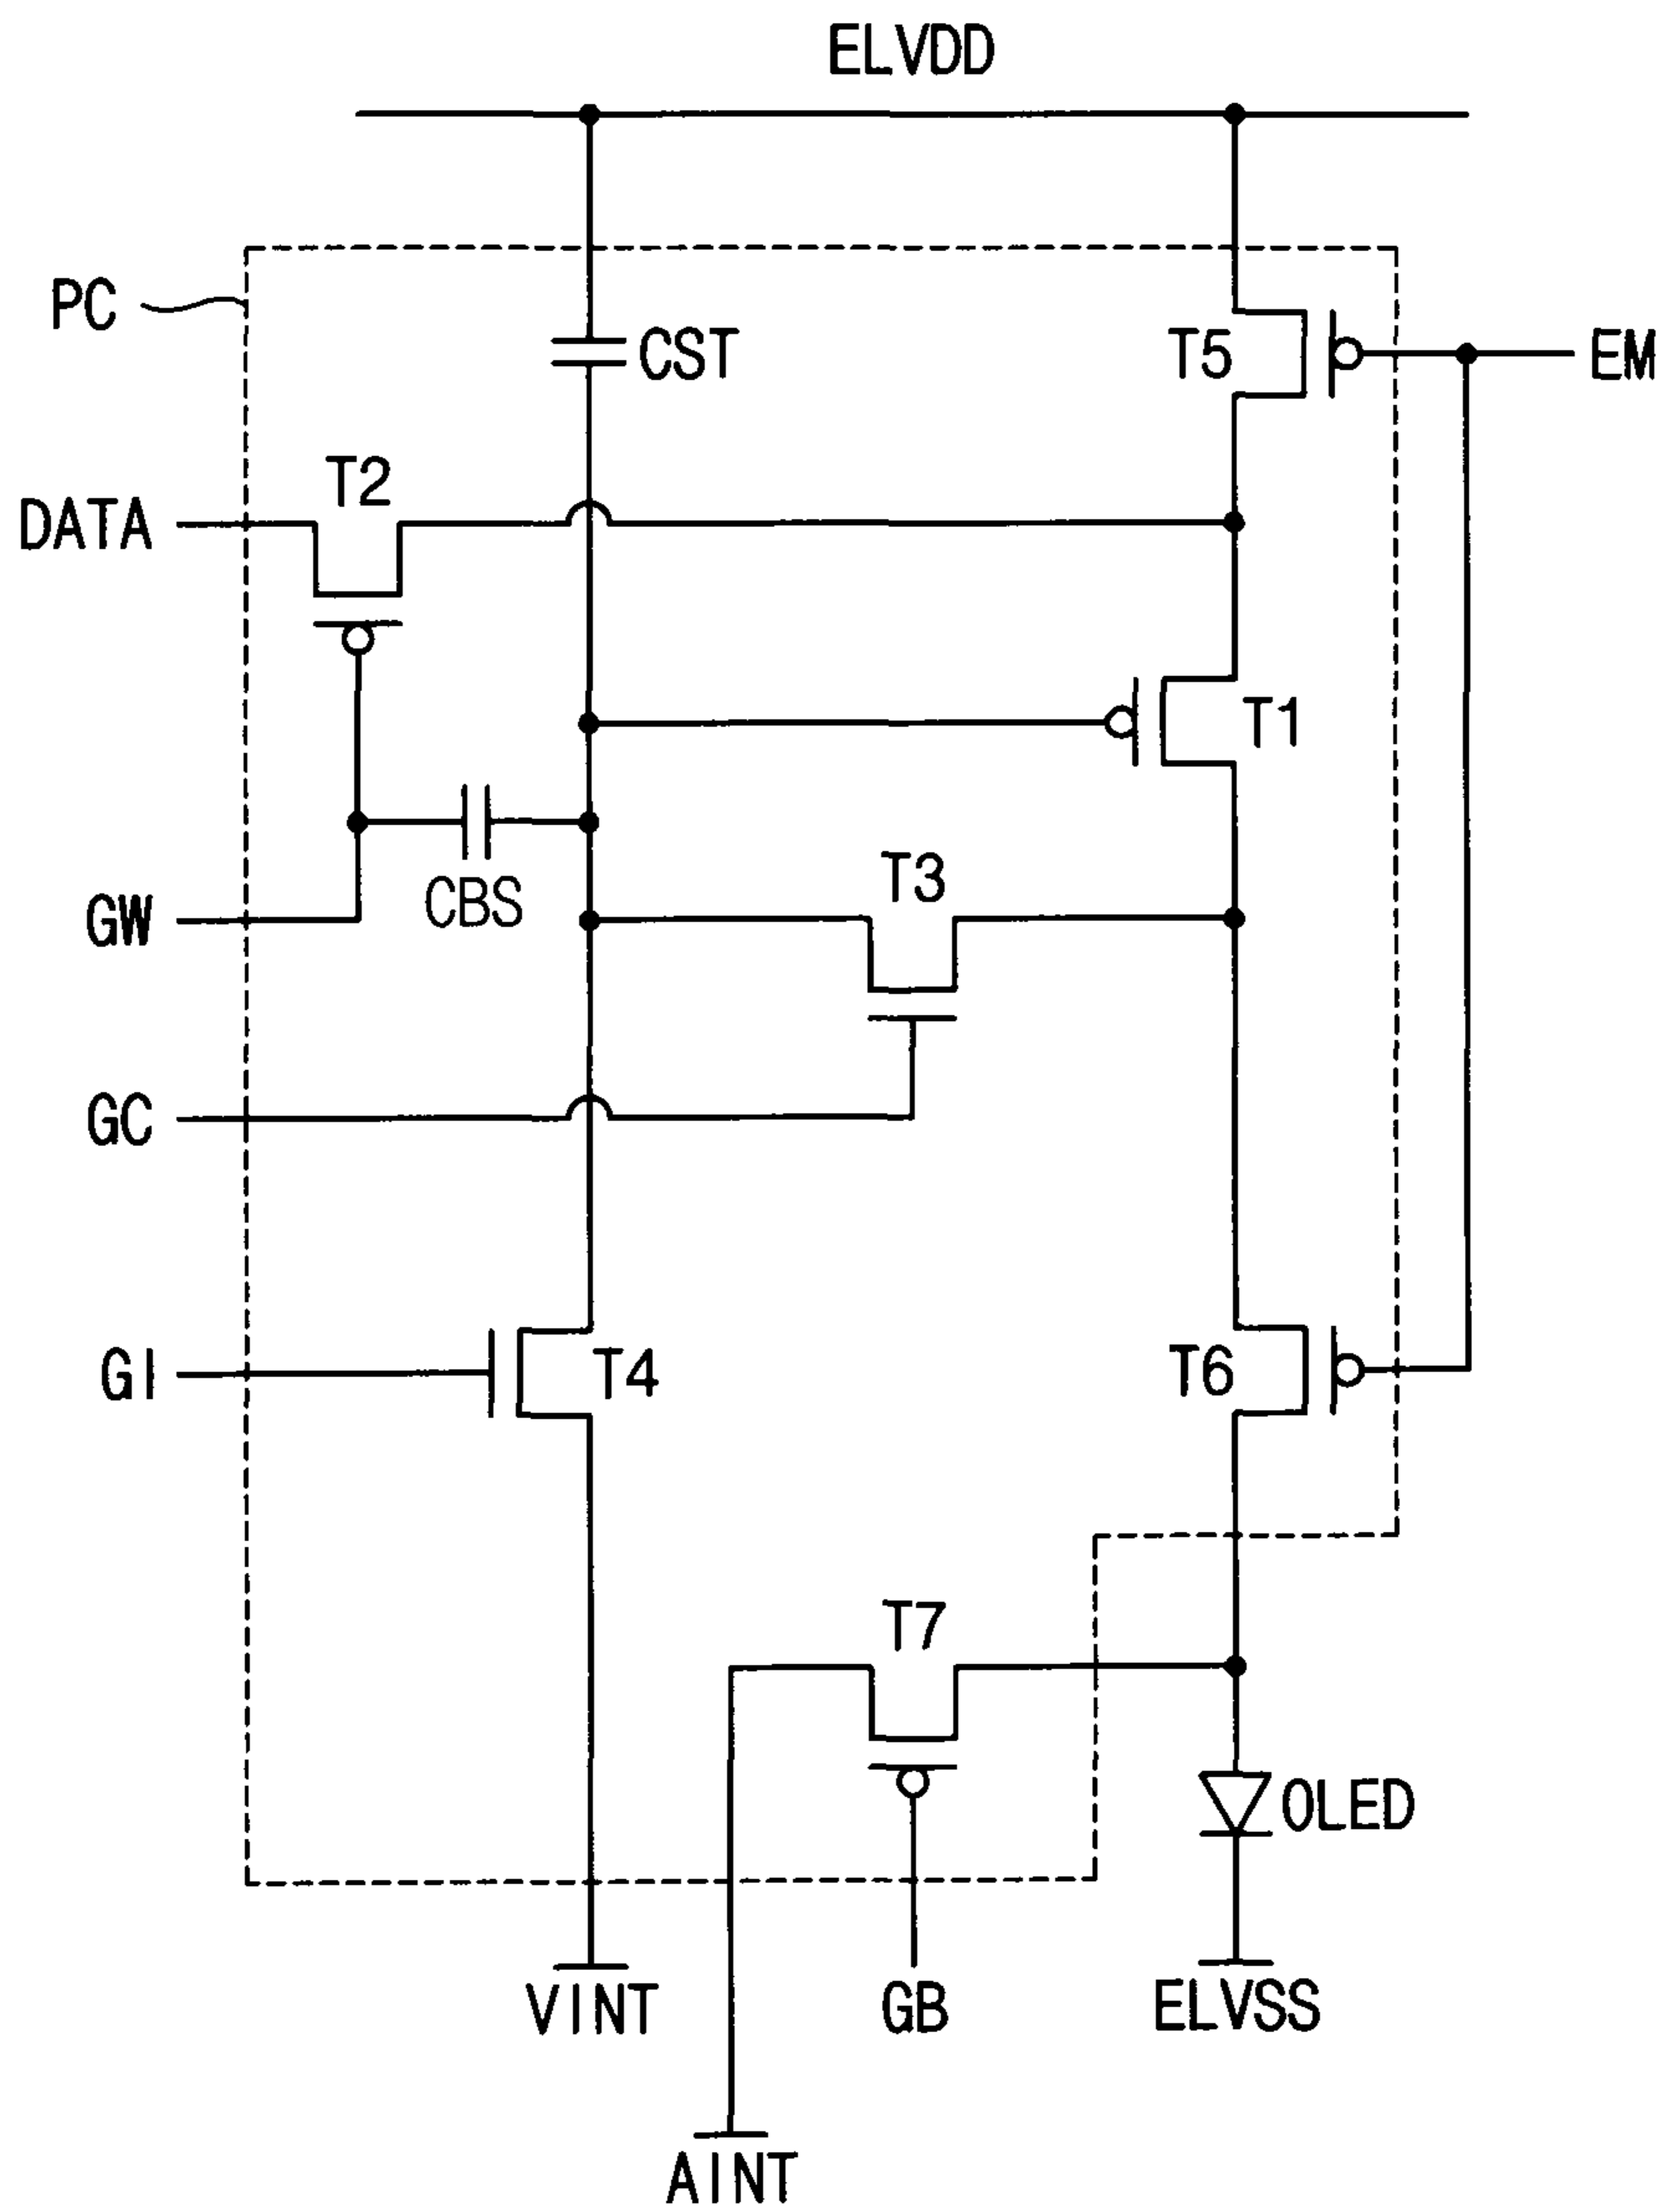 ELVDD
PC
CST
T5
EM
T2
DATA
T1
T3
CBS
GW
GC
GI
T4
T6
T7
OLED
VINT
GB
ELVSS
AINT